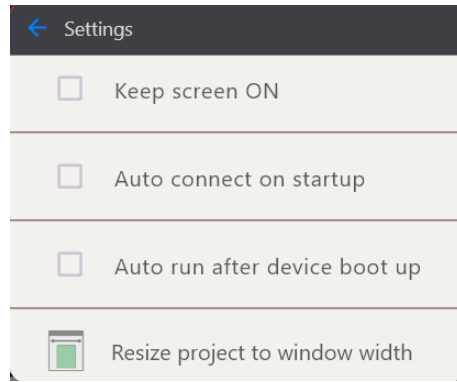 Settings
Keep screen ON
Auto connect on startup
Auto run after device boot up
Resize project to window width